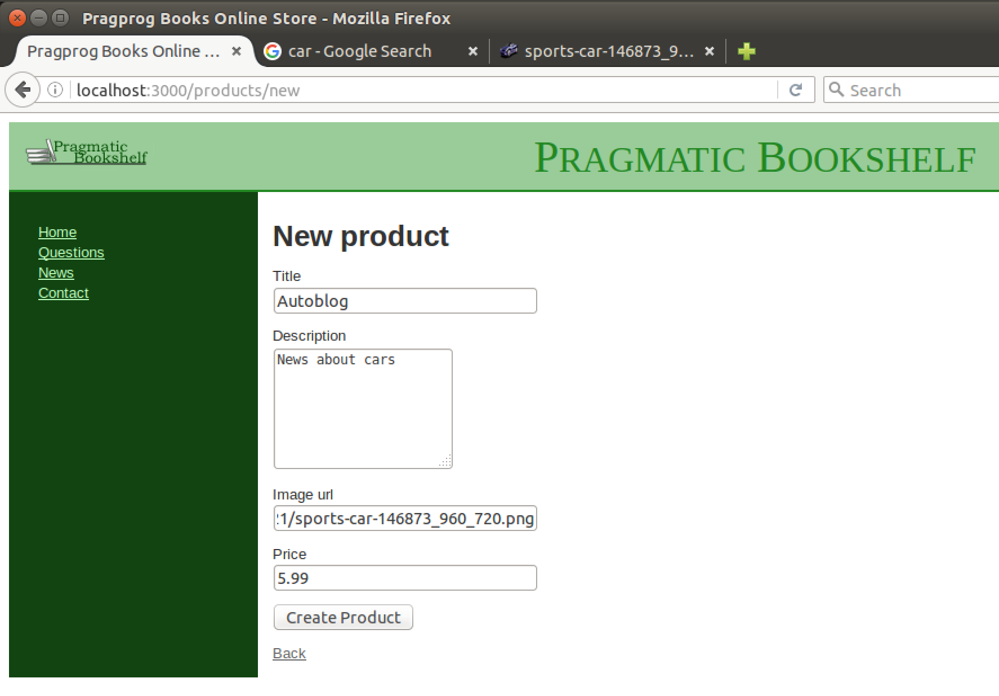 Pragprog Books Online Store - Mozilla Firefox
Pragprog Books Online ... car - Google Search sports-car-146873_9...
localhost:3000/products/new Search
Pragmatic
Bookshelf
PRAGMATIC BOOKSHELF
Home
Questions
News
Contact
New product
Title
Autoblog
Description
News about cars
Image url
1/sports-car-146873_960_720.png
Price
5.99
Create Product
Back